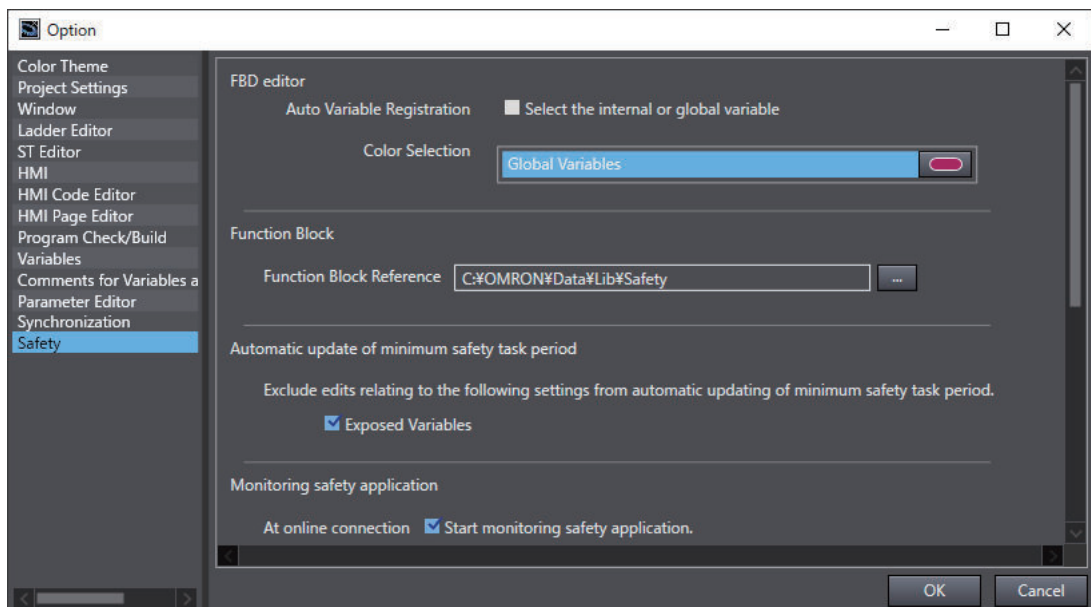 Option
Color Theme
Project Settings
Window
Ladder Editor
ST Editor
HMI
HMI Code Editor
HMI Page Editor
Program Check/Build
Variables
Comments for Variables a
Parameter Editor
Synchronization
Safety
FBD editor
Auto Variable Registration Select the internal or global variable
Color Selection Global Variables
Function Block
Function Block Reference C:¥OMRON¥Data¥Lib¥Safety ...
Automatic update of minimum safety task period
Exclude edits relating to the following settings from automatic updating of minimum safety task period.
Exposed Variables
Monitoring safety application
At online connection Start monitoring safety application.
OK Cancel